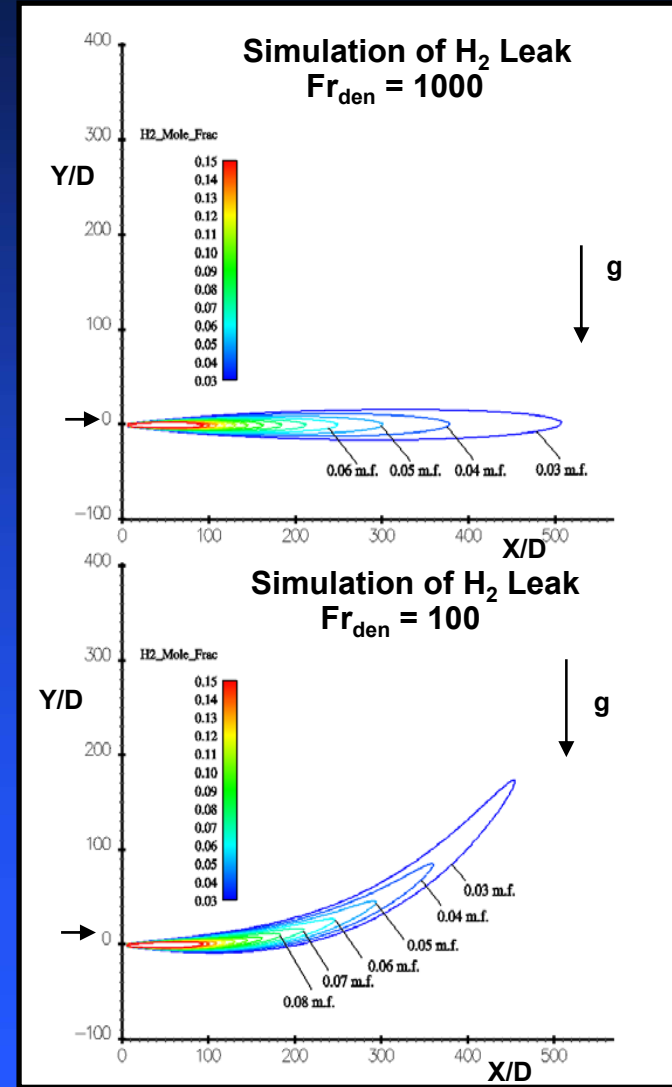 Simulation of H₂ Leak
Fr_den = 1000
400
300
200
100
0
−100
Y/D
H2_Mole_Frac
0.15
0.14
0.13
0.12
0.11
0.10
0.09
0.08
0.07
0.06
0.05
0.04
0.03
g
0.06 m.f.
0.05 m.f.
0.04 m.f.
0.03 m.f.
0
100
200
300
400
500
X/D
Simulation of H₂ Leak
Fr_den = 100
400
300
200
100
0
−100
Y/D
H2_Mole_Frac
0.15
0.14
0.13
0.12
0.11
0.10
0.09
0.08
0.07
0.06
0.05
0.04
0.03
g
0.03 m.f.
0.04 m.f.
0.05 m.f.
0.06 m.f.
0.07 m.f.
0.08 m.f.
0
100
200
300
400
500
X/D